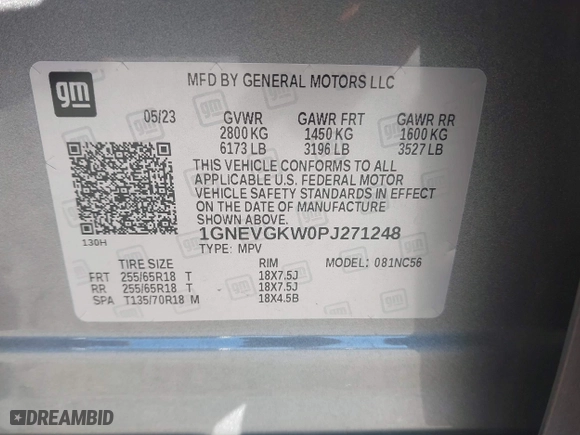 gm
MFD BY GENERAL MOTORS LLC
05/23 GVWR GAWR FRT GAWR RR
2800 KG 1450 KG 1600 KG
6173 LB 3196 LB 3527 LB
THIS VEHICLE CONFORMS TO ALL
APPLICABLE U.S. FEDERAL MOTOR
VEHICLE SAFETY STANDARDS IN EFFECT
ON THE DATE OF MANUFACTURE
SHOWN ABOVE.
1GNEVGKW0PJ271248
130H
TYPE: MPV
TIRE SIZE RIM MODEL: 081NC56
FRT 255/65R18 T 18X7.5J
RR 255/65R18 T 18X7.5J
SPA T135/70R18 M 18X4.5B
DREAMBID